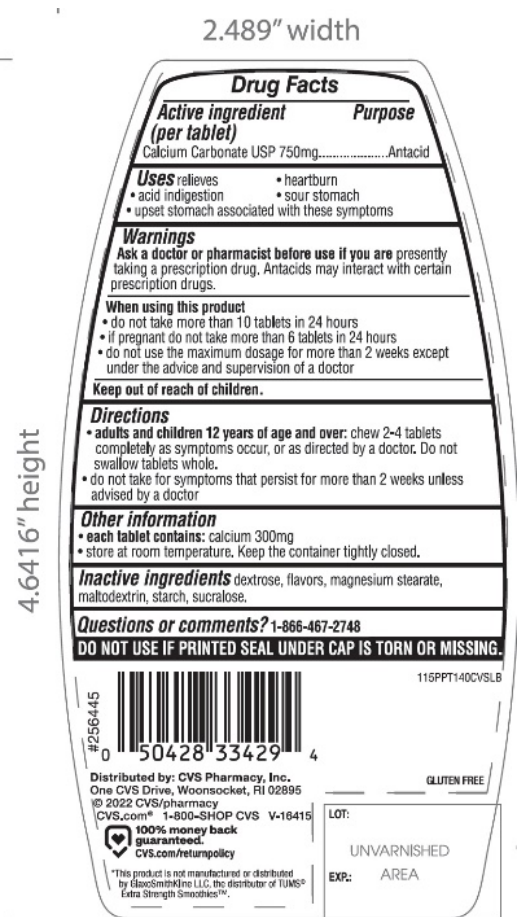 2.489" width
4.6416" height
Drug Facts
Active ingredient Purpose
(per tablet)
Calcium Carbonate USP 750mg.....................Antacid
Uses relieves • heartburn
• acid indigestion • sour stomach
• upset stomach associated with these symptoms
Warnings
Ask a doctor or pharmacist before use if you are presently
taking a prescription drug. Antacids may interact with certain
prescription drugs.
When using this product
• do not take more than 10 tablets in 24 hours
• if pregnant do not take more than 6 tablets in 24 hours
• do not use the maximum dosage for more than 2 weeks except
under the advice and supervision of a doctor
Keep out of reach of children.
Directions
• adults and children 12 years of age and over: chew 2-4 tablets
completely as symptoms occur, or as directed by a doctor. Do not
swallow tablets whole.
• do not take for symptoms that persist for more than 2 weeks unless
advised by a doctor
Other information
• each tablet contains: calcium 300mg
• store at room temperature. Keep the container tightly closed.
Inactive ingredients dextrose, flavors, magnesium stearate,
maltodextrin, starch, sucralose.
Questions or comments? 1-866-467-2748
DO NOT USE IF PRINTED SEAL UNDER CAP IS TORN OR MISSING.
115PPT140CVSLB
#256445
0 50428 33429 4
Distributed by: CVS Pharmacy, Inc.
One CVS Drive, Woonsocket, RI 02895
© 2022 CVS/pharmacy
CVS.com® 1-800-SHOP CVS V-16415
GLUTEN FREE
100% money back
guaranteed.
CVS.com/returnpolicy
*This product is not manufactured or distributed
by GlaxoSmithKline LLC, the distributor of TUMS®
Extra Strength Smoothies™.
LOT:
UNVARNISHED
EXP.: AREA